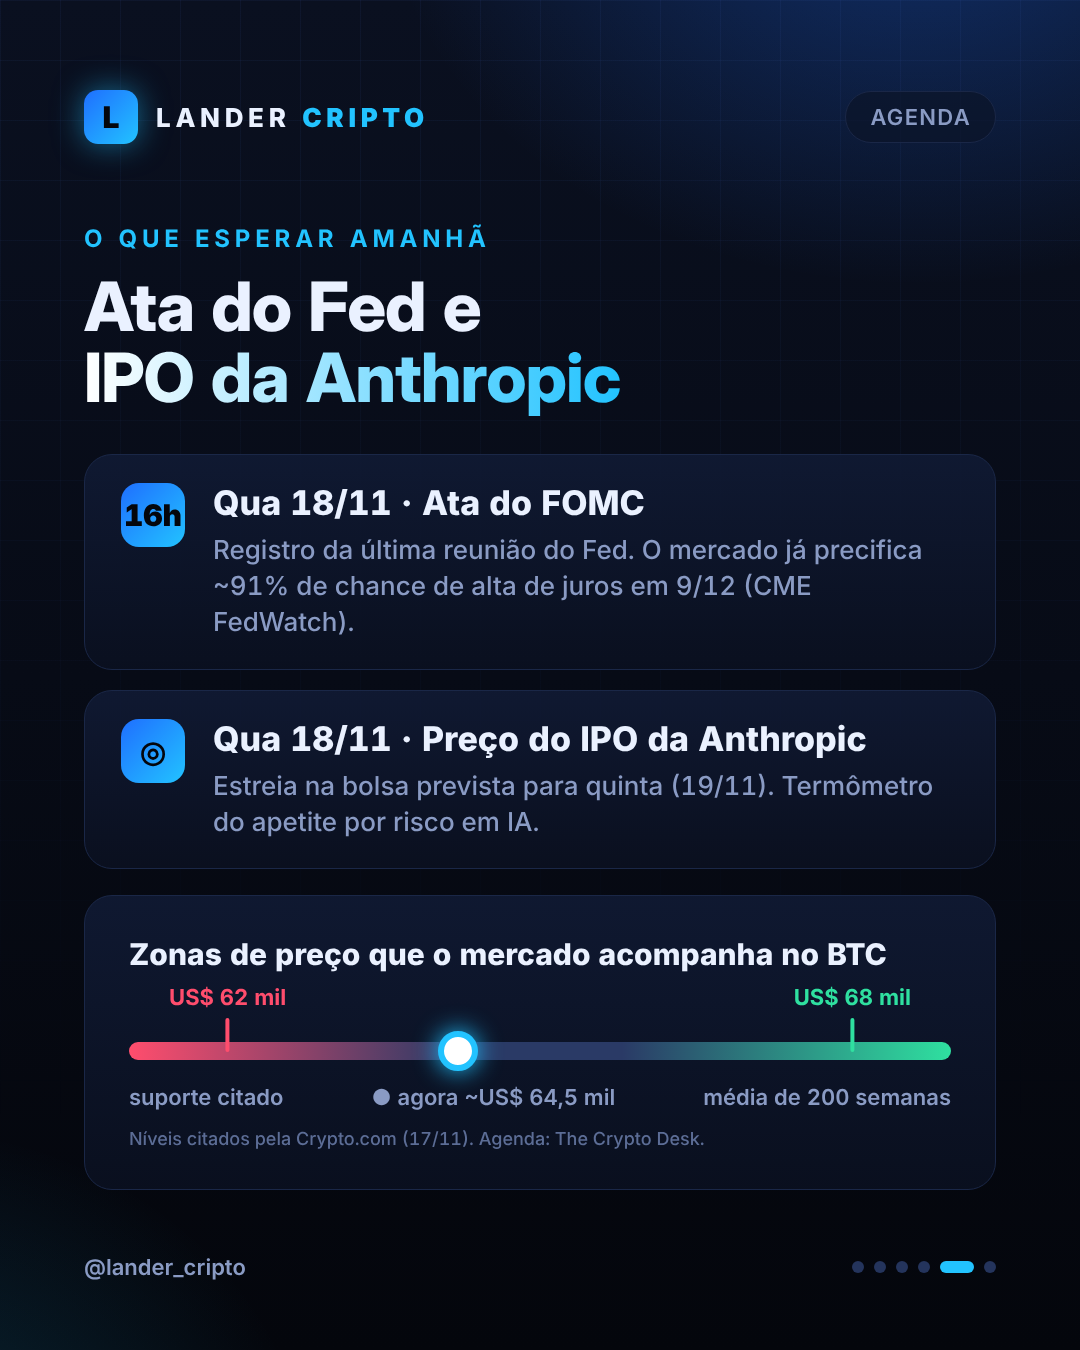 L LANDER CRIPTO
AGENDA
O QUE ESPERAR AMANHÃ
Ata do Fed e
IPO da Anthropic
16h
Qua 18/11 · Ata do FOMC
Registro da última reunião do Fed. O mercado já precifica
~91% de chance de alta de juros em 9/12 (CME
FedWatch).
◎
Qua 18/11 · Preço do IPO da Anthropic
Estreia na bolsa prevista para quinta (19/11). Termômetro
do apetite por risco em IA.
Zonas de preço que o mercado acompanha no BTC
US$ 62 mil
US$ 68 mil
suporte citado
agora ~US$ 64,5 mil
média de 200 semanas
Níveis citados pela Crypto.com (17/11). Agenda: The Crypto Desk.
@lander_cripto